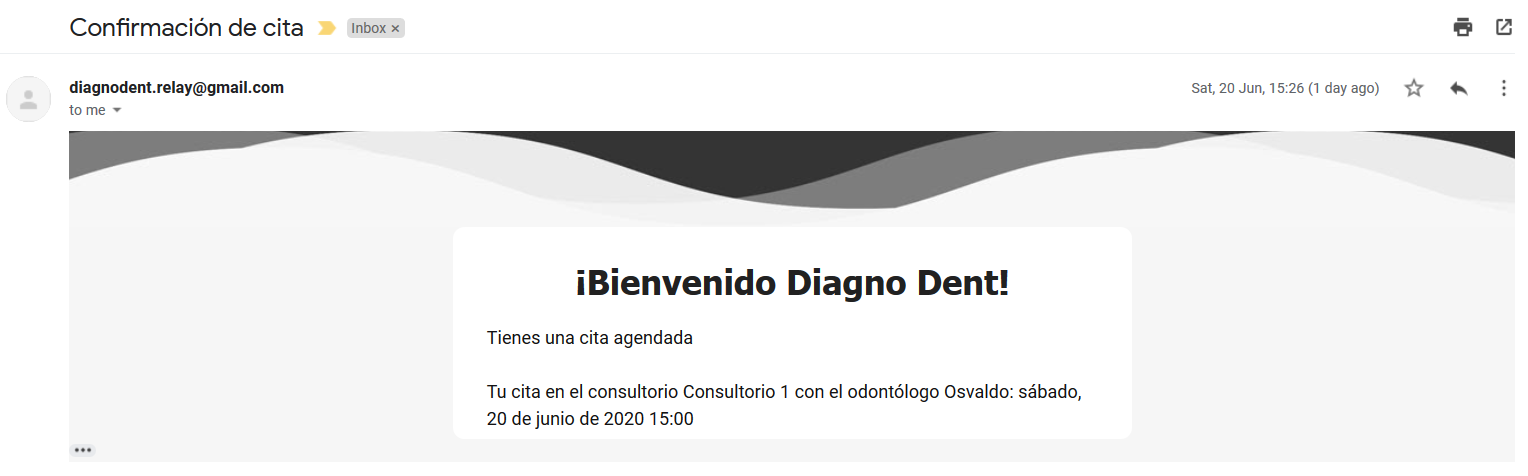 Confirmación de cita Inbox ×
diagnodent.relay@gmail.com Sat, 20 Jun, 15:26 (1 day ago)
to me
¡Bienvenido Diagno Dent!
Tienes una cita agendada
Tu cita en el consultorio Consultorio 1 con el odontólogo Osvaldo: sábado,
20 de junio de 2020 15:00